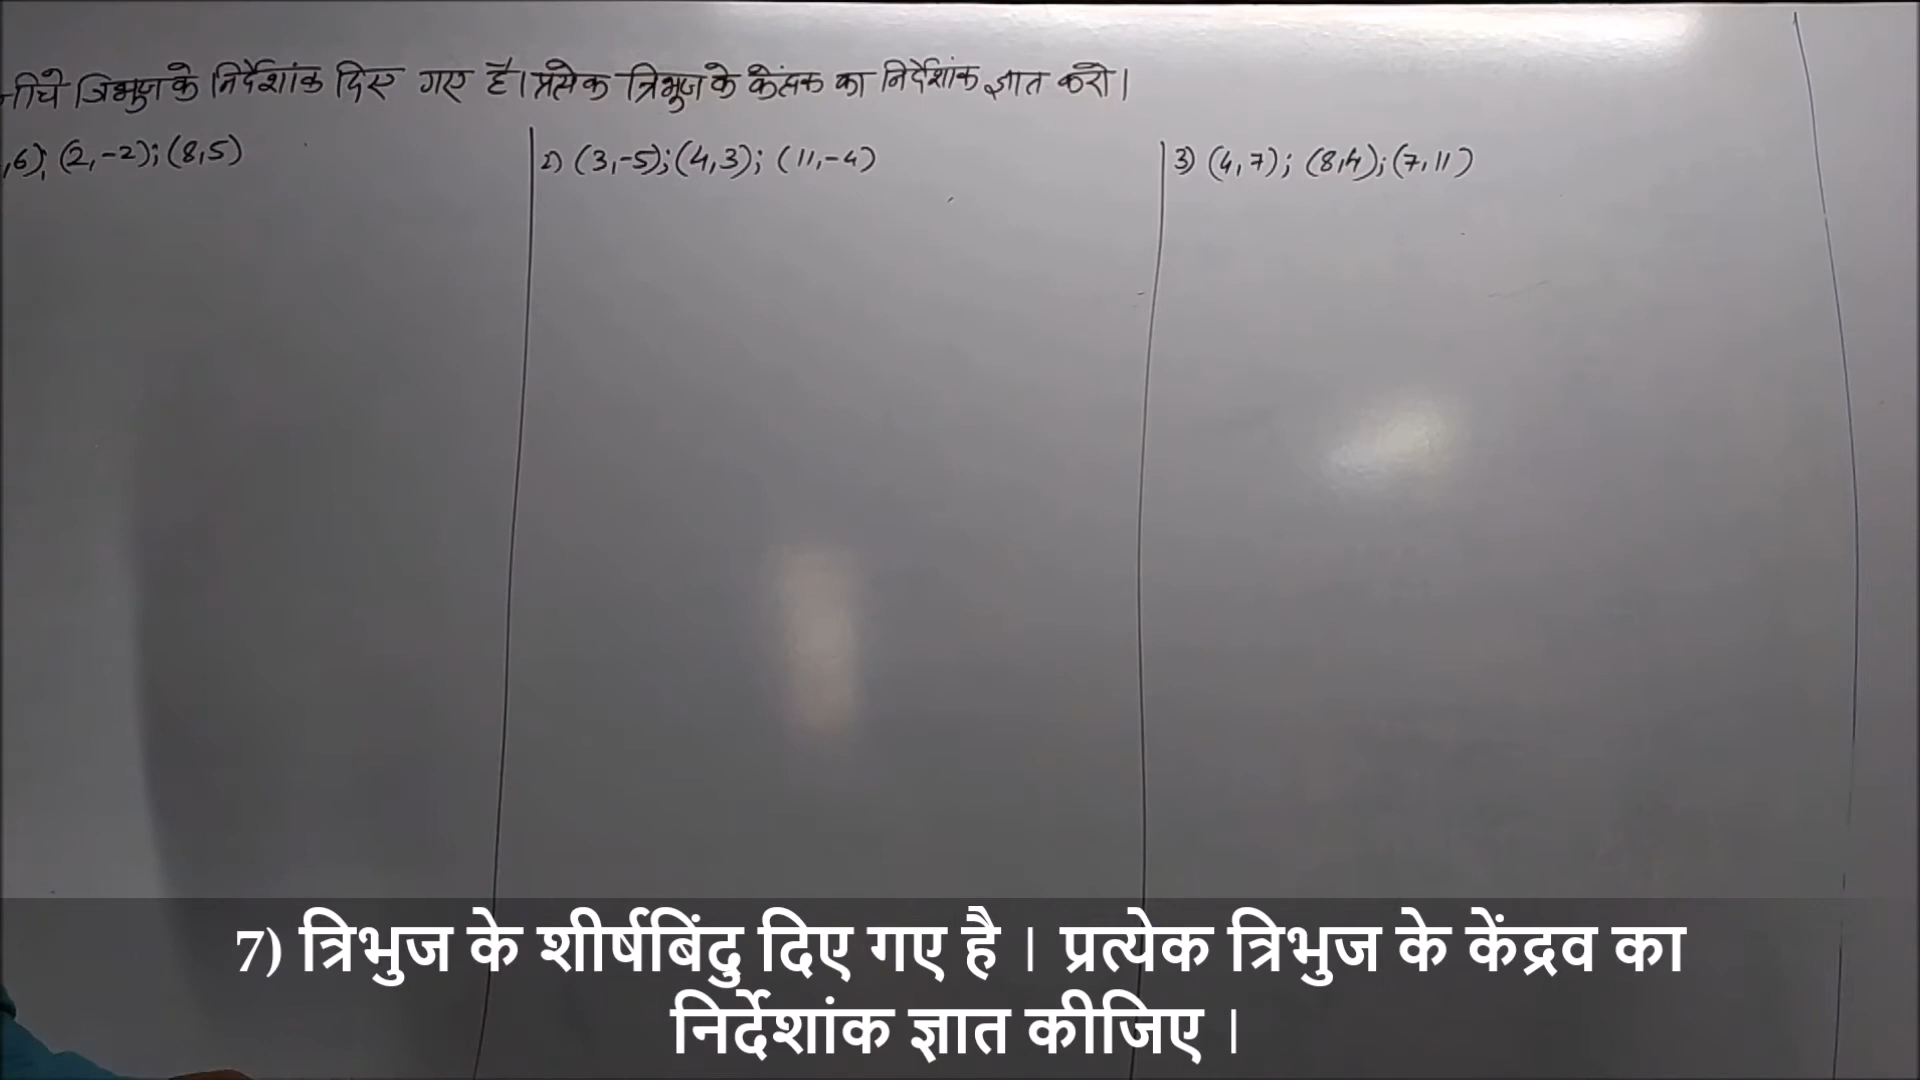 नीचे त्रिभुज के निर्देशांक दिए गए है। प्रत्येक त्रिभुज के केंद्रक का निर्देशांक ज्ञात करो।
,6); (2,-2); (8,5)
2) (3,-5); (4,3); (11,-4)
3) (4,7); (8,4); (7,11)
7) त्रिभुज के शीर्षबिंदु दिए गए है । प्रत्येक त्रिभुज के केंद्रव का
निर्देशांक ज्ञात कीजिए ।